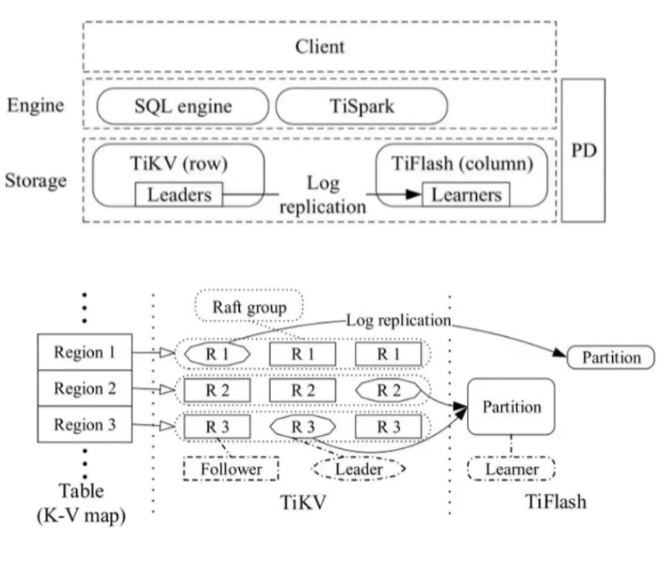 Client
Engine
SQL engine
TiSpark
PD
Storage
TiKV (row)
Leaders
Log
replication
TiFlash (column)
Learners
Raft group
Log replication
Region 1
R 1
R 1
R 1
Partition
Region 2
R 2
R 2
R 2
Partition
Region 3
R 3
R 3
R 3
Follower
Leader
Learner
Table
(K-V map)
TiKV
TiFlash